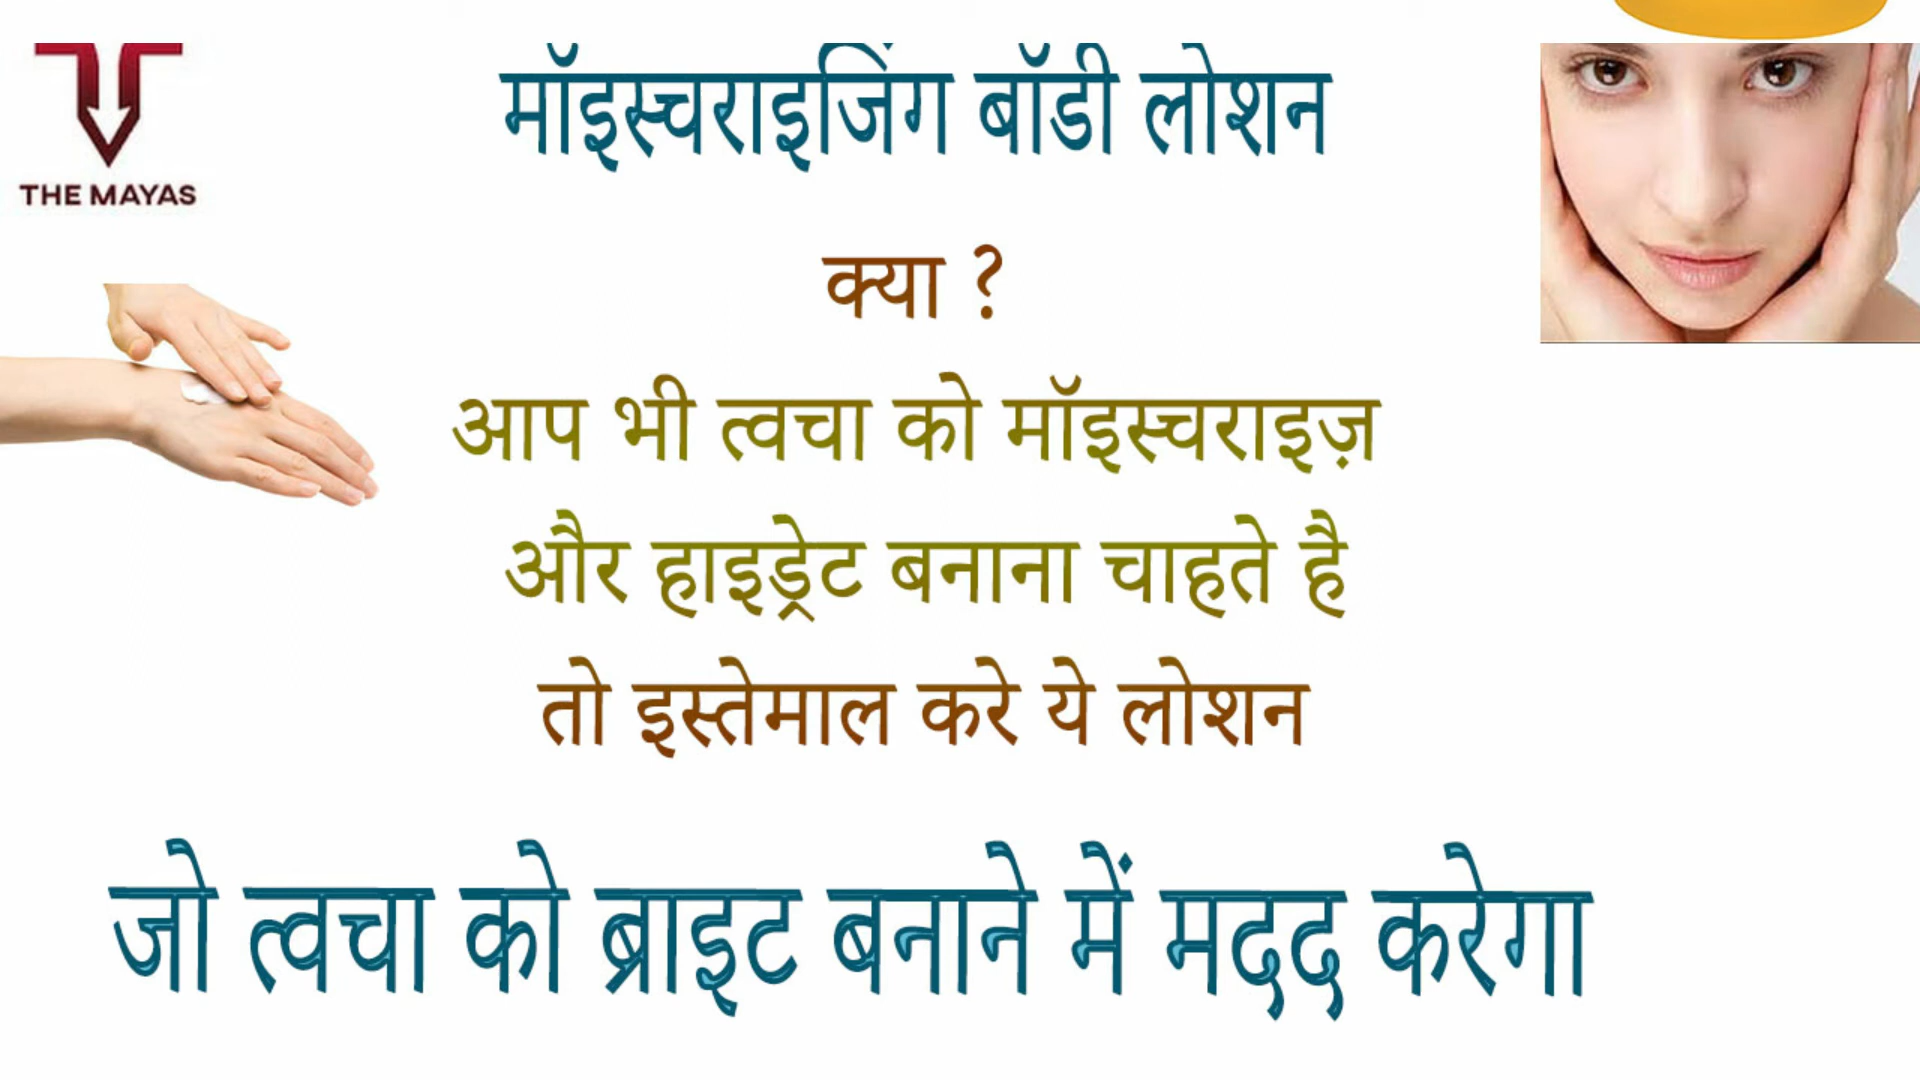 मॉइस्चराइजिंग बॉडी लोशन
THE MAYAS
क्या ?
आप भी त्वचा को मॉइस्चराइज़
और हाइड्रेट बनाना चाहते है
तो इस्तेमाल करे ये लोशन
जो त्वचा को ब्राइट बनाने में मदद करेगा